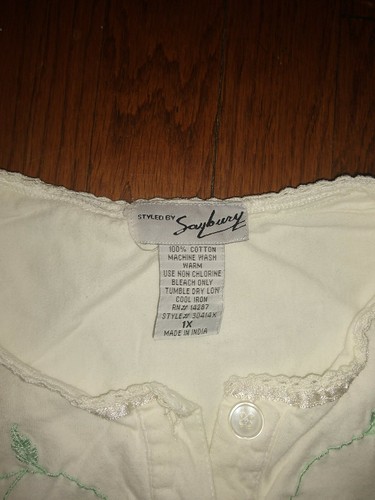 STYLED BY Saybury
100% COTTON
MACHINE WASH
WARM
USE NON CHLORINE
BLEACH ONLY
TUMBLE DRY LOW
COOL IRON
RN# 14267
STYLE# 30414X
1X
MADE IN INDIA